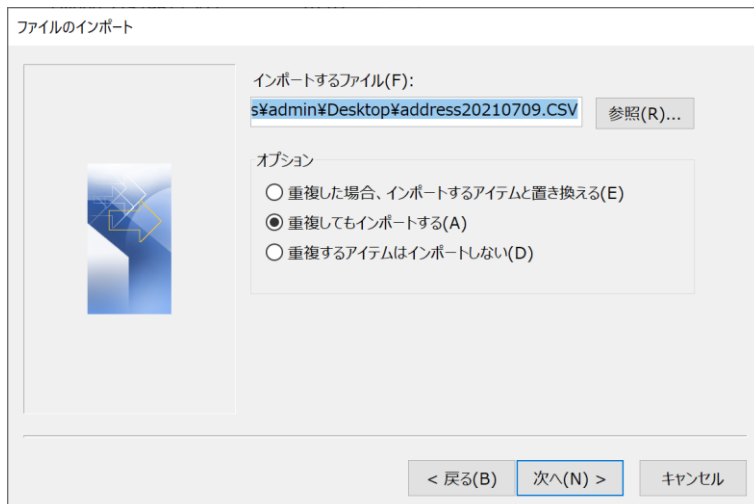 ファイルのインポート
インポートするファイル(F):
s¥admin¥Desktop¥address20210709.CSV
参照(R)...
オプション
重複した場合、インポートするアイテムと置き換える(E)
重複してもインポートする(A)
重複するアイテムはインポートしない(D)
< 戻る(B)
次へ(N) >
キャンセル